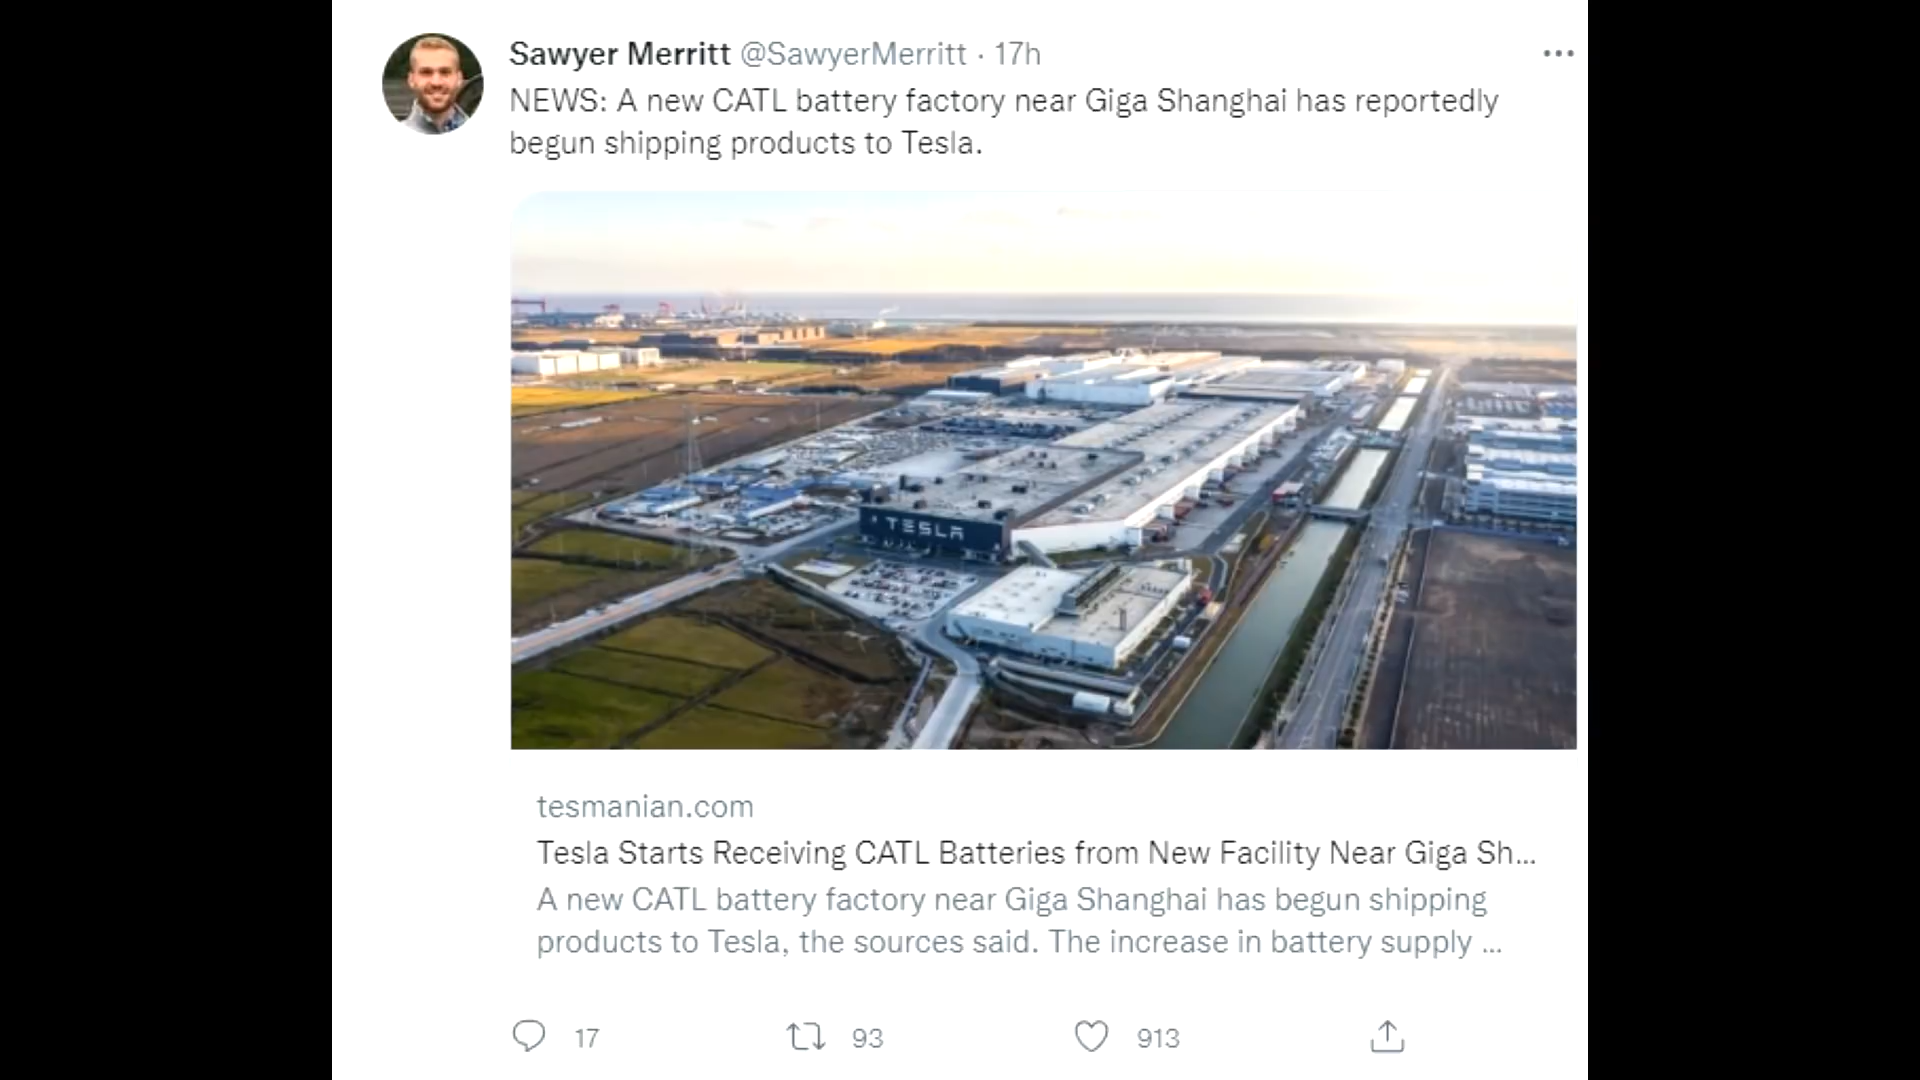 Sawyer Merritt @SawyerMerritt · 17h
NEWS: A new CATL battery factory near Giga Shanghai has reportedly
begun shipping products to Tesla.
TESLA
tesmanian.com
Tesla Starts Receiving CATL Batteries from New Facility Near Giga Sh...
A new CATL battery factory near Giga Shanghai has begun shipping
products to Tesla, the sources said. The increase in battery supply ...
17 93 913